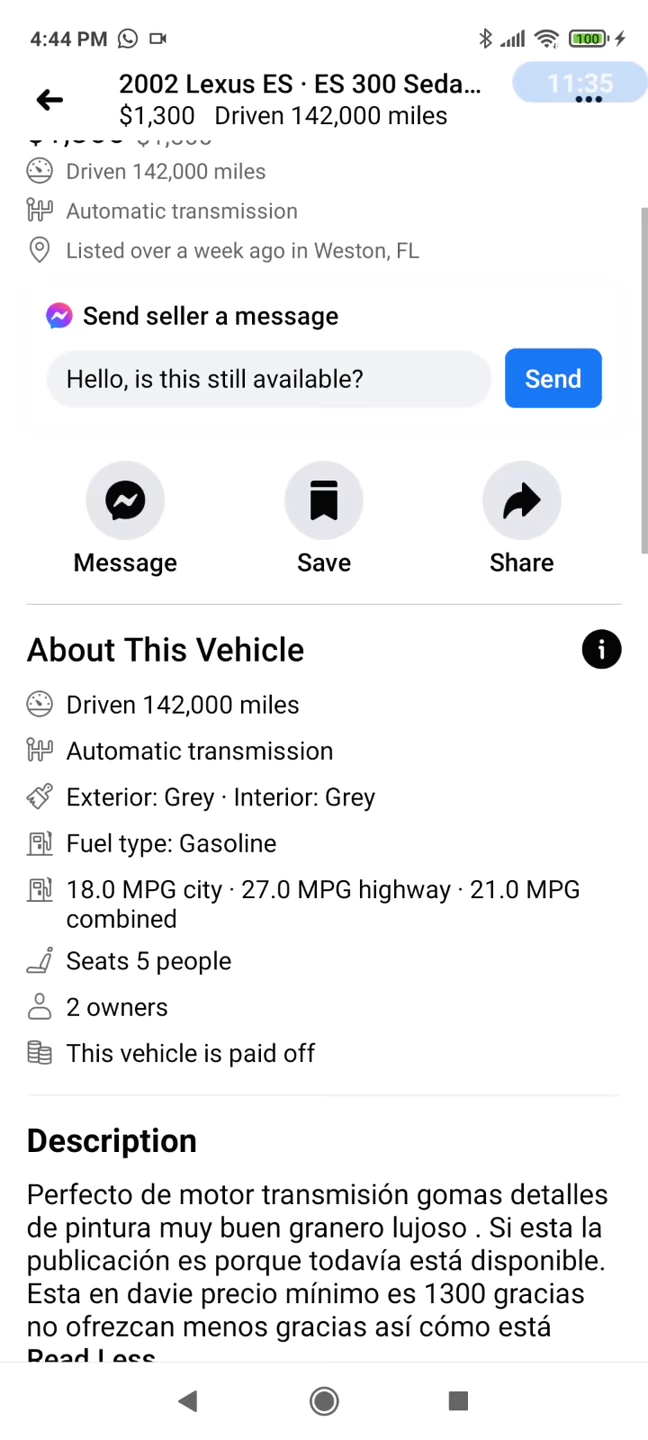 4:44 PM
100
2002 Lexus ES · ES 300 Seda...
11:35
$1,300 Driven 142,000 miles
Driven 142,000 miles
Automatic transmission
Listed over a week ago in Weston, FL
Send seller a message
Hello, is this still available?
Send
Message
Save
Share
About This Vehicle
Driven 142,000 miles
Automatic transmission
Exterior: Grey · Interior: Grey
Fuel type: Gasoline
18.0 MPG city · 27.0 MPG highway · 21.0 MPG
combined
Seats 5 people
2 owners
This vehicle is paid off
Description
Perfecto de motor transmisión gomas detalles
de pintura muy buen granero lujoso . Si esta la
publicación es porque todavía está disponible.
Esta en davie precio mínimo es 1300 gracias
no ofrezcan menos gracias así cómo está
Read Less